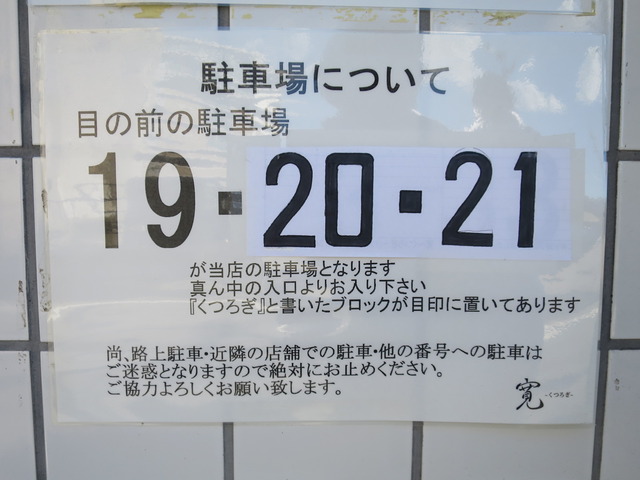 駐車場について
目の前の駐車場
19・20・21
が当店の駐車場となります
真ん中の入口よりお入り下さい
『くつろぎ』と書いたブロックが目印に置いてあります
尚、路上駐車・近隣の店舗での駐車・他の番号への駐車は
ご迷惑となりますので絶対にお止めください。
ご協力よろしくお願い致します。
寛 -くつろぎ-